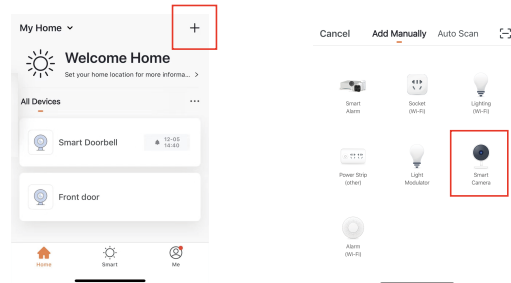 My Home
Welcome Home
Set your home location for more informa...
All Devices
Smart Doorbell
12-05
14:40
Front door
Home
Smart
Me
Cancel
Add Manually
Auto Scan
Smart
Alarm
Socket
(Wi-Fi)
Lighting
(Wi-Fi)
Power Strip
(other)
Light
Modulator
Smart
Camera
Alarm
(Wi-Fi)